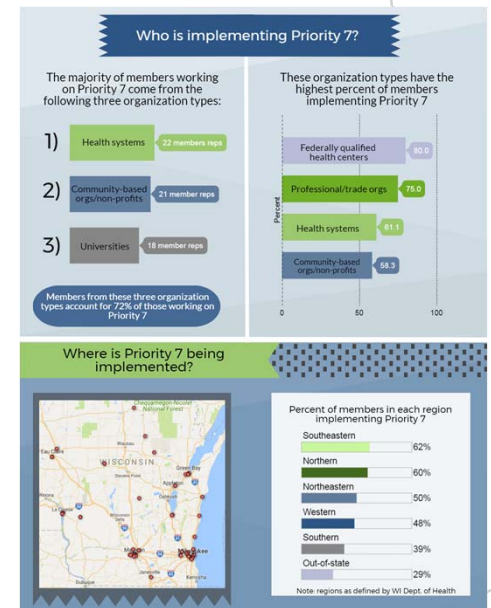 Who is implementing Priority 7?
The majority of members working
on Priority 7 come from the
following three organization types:
1)
Health systems
22 members reps
2)
Community-based
orgs/non-profits
21 member reps
3)
Universities
18 member reps
Members from these three organization
types account for 72% of those working on
Priority 7
These organization types have the
highest percent of members
implementing Priority 7
Percent
Federally qualified
health centers
80.0
Professional/trade orgs
75.0
Health systems
61.1
Community-based
orgs/non-profits
58.3
0
50
100
Where is Priority 7 being
implemented?
Chequamegon-Nicolet
National Forest
Wausau
Eau Claire
WISCONSIN
Stevens Point
Green Bay
Appleton
Oshkosh
Winona
La Crosse
Wisconsin
Dells
Janesville
Kenosha
Dubuque
Percent of members in each region
implementing Priority 7
Southeastern
62%
Northern
60%
Northeastern
50%
Western
48%
Southern
39%
Out-of-state
29%
Note: regions as defined by WI Dept. of Health